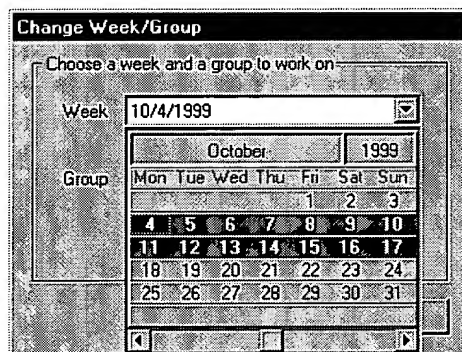 Change Week/Group
Choose a week and a group to work on
Week 10/4/1999
October 1999
Group Mon Tue Wed Thu Fri Sat Sun
1 2 3
4 5 6 7 8 9 10
11 12 13 14 15 16 17
18 19 20 21 22 23 24
25 26 27 28 29 30 31